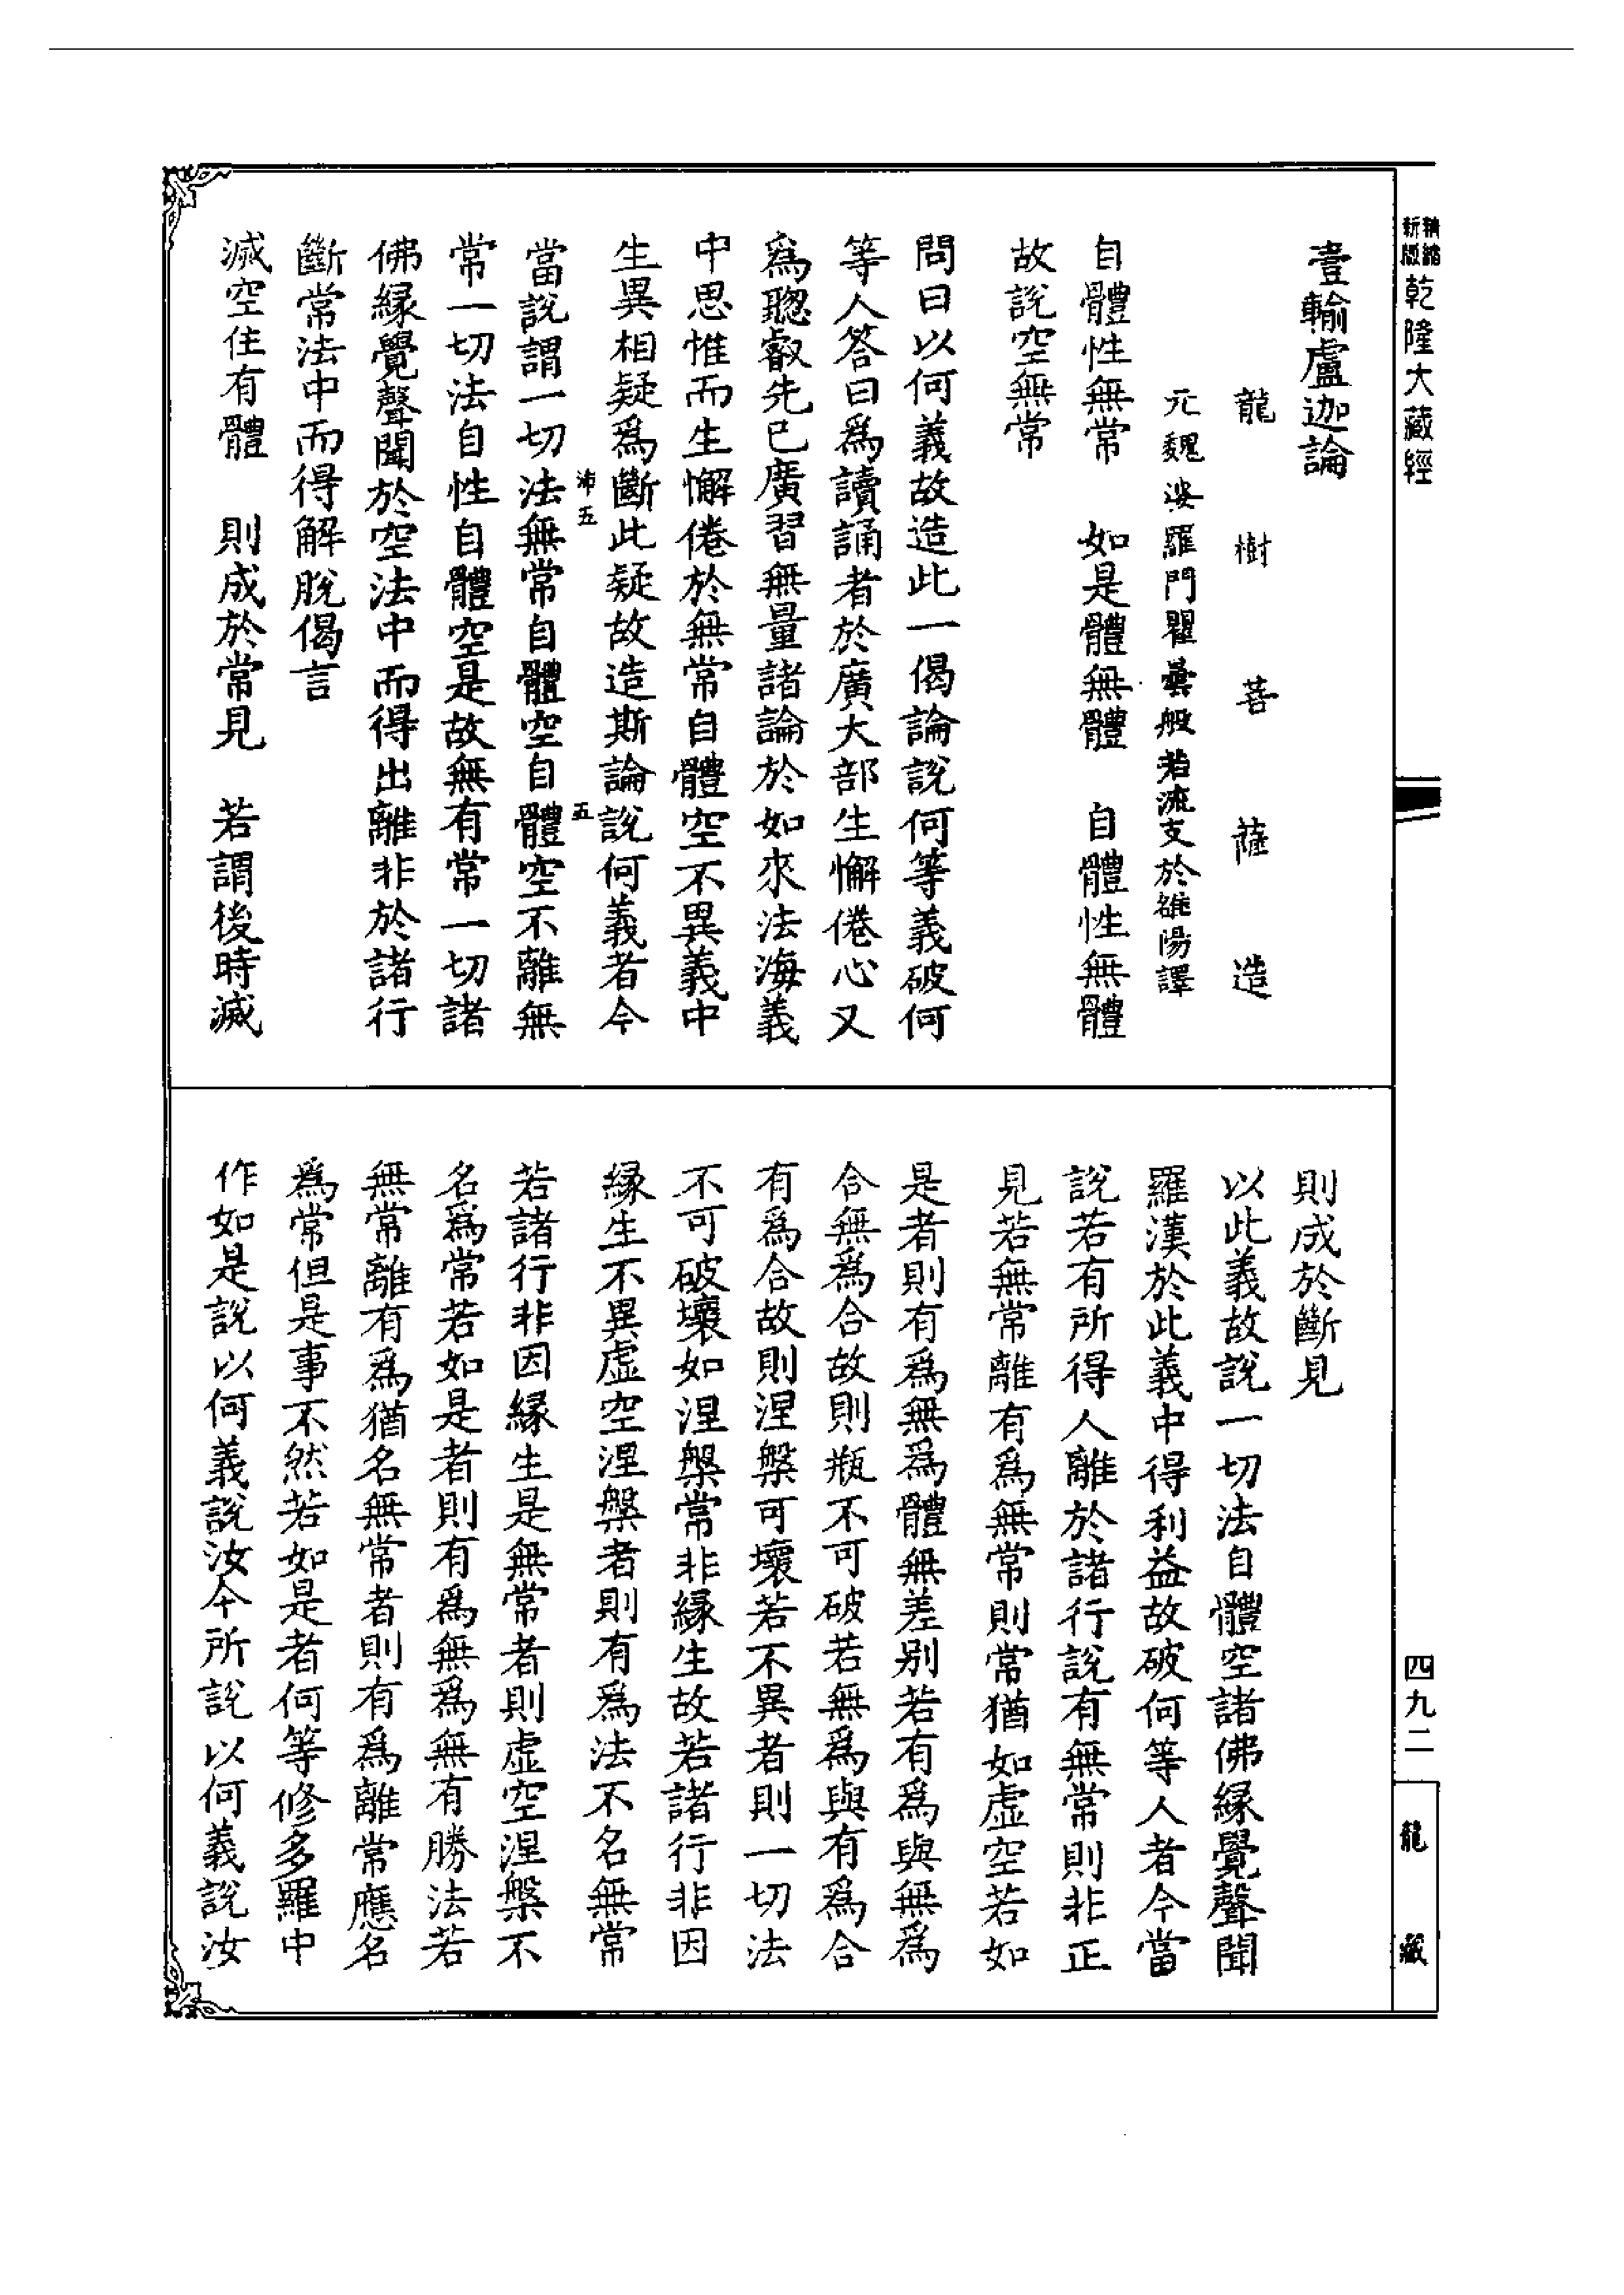 精縮
新版
乾隆大藏經
四九二
龍藏
壹輸盧迦論
龍樹菩薩造
元魏婆羅門瞿曇般若流支於雒陽譯
自體性無常　如是體無體　自體性無體
故說空無常
問曰以何義故造此一偈論說何等義破何
等人答曰爲讀誦者於廣大部生懈倦心又
爲聰叡先已廣習無量諸論於如來法海義
中思惟而生懈倦於無常自體空不異義中
生異相疑爲斷此疑故造斯論說何義者今
沛五
五
當說謂一切法無常自體空自體空不離無
常一切法自性自體空是故無有常一切諸
佛緣覺聲聞於空法中而得出離非於諸行
斷常法中而得解脫偈言
滅空住有體　則成於常見　若謂後時滅
則成於斷見
以此義故說一切法自體空諸佛緣覺聲聞
羅漢於此義中得利益故破何等人者今當
說若有所得人離於諸行說有無常則非正
見若無常離有爲無常則常猶如虛空若如
是者則有爲無爲體無差別若有爲與無爲
合無爲合故則瓶不可破若無爲與有爲合
有爲合故則涅槃可壞若不異者則一切法
不可破壞如涅槃常非緣生故若諸行非因
緣生不異虛空涅槃者則有爲法不名無常
若諸行非因緣生是無常者則虛空涅槃不
名爲常若如是者則有爲無爲無有勝法若
無常離有爲猶名無常者則有爲離常應名
爲常但是事不然若如是者何等修多羅中
作如是說以何義說汝今所說以何義說汝